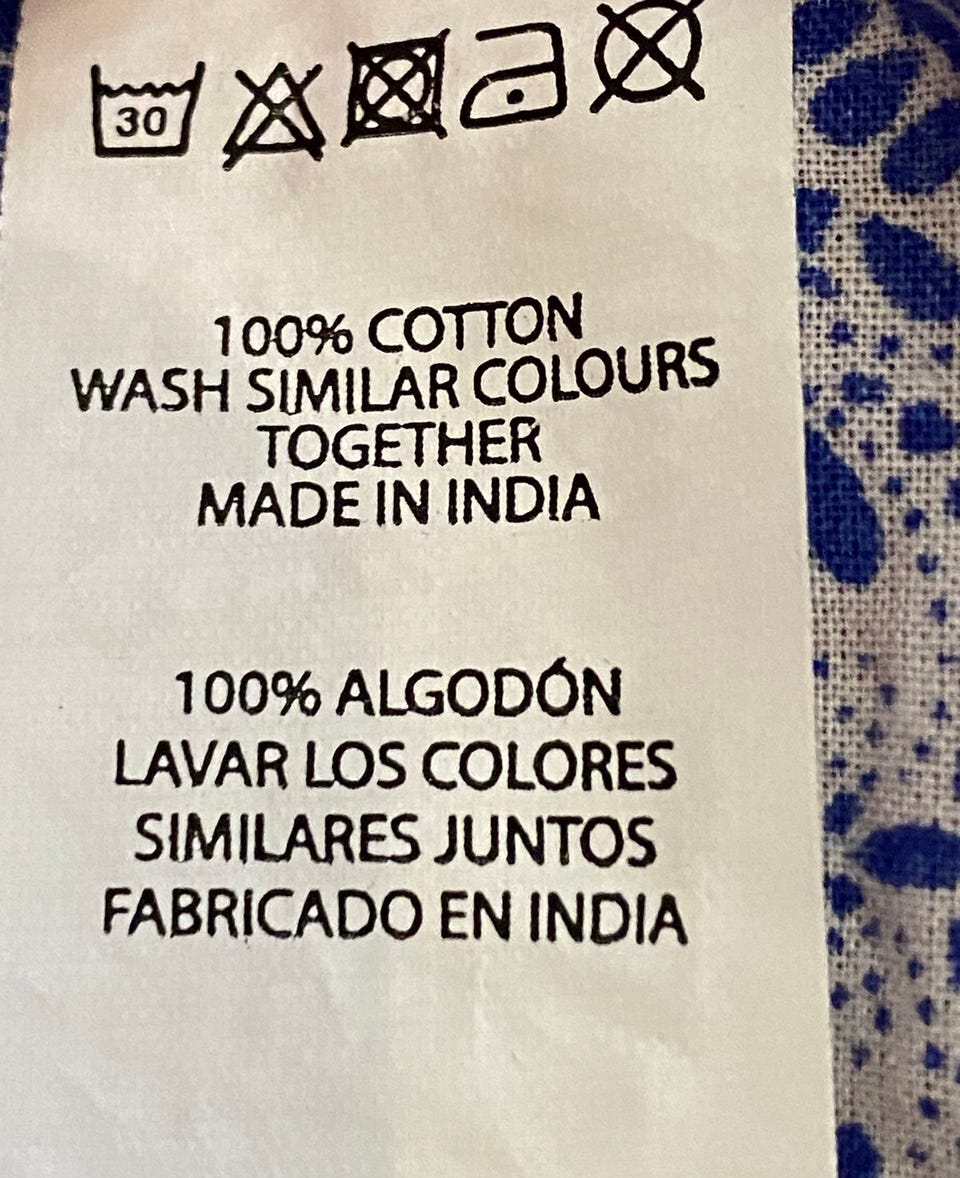 30
100% COTTON
WASH SIMILAR COLOURS
TOGETHER
MADE IN INDIA
100% ALGODÓN
LAVAR LOS COLORES
SIMILARES JUNTOS
FABRICADO EN INDIA